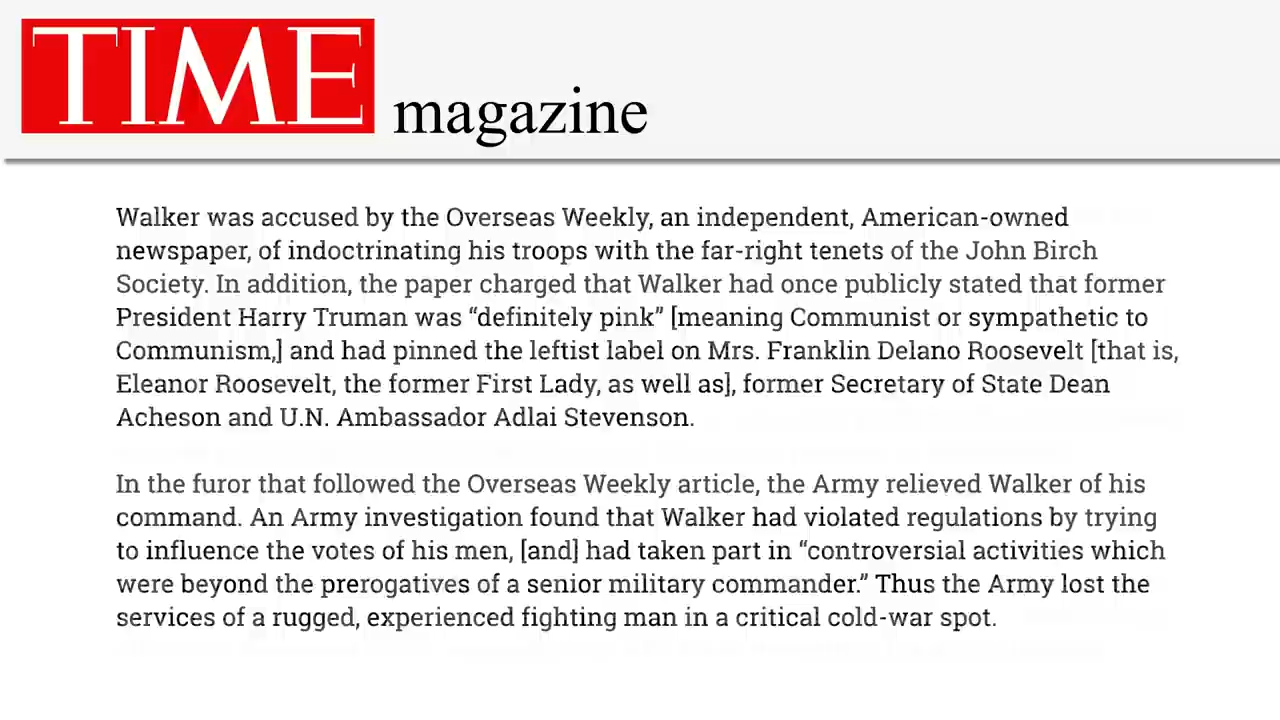 TIME magazine
Walker was accused by the Overseas Weekly, an independent, American-owned
newspaper, of indoctrinating his troops with the far-right tenets of the John Birch
Society. In addition, the paper charged that Walker had once publicly stated that former
President Harry Truman was “definitely pink” [meaning Communist or sympathetic to
Communism,] and had pinned the leftist label on Mrs. Franklin Delano Roosevelt [that is,
Eleanor Roosevelt, the former First Lady, as well as], former Secretary of State Dean
Acheson and U.N. Ambassador Adlai Stevenson.
In the furor that followed the Overseas Weekly article, the Army relieved Walker of his
command. An Army investigation found that Walker had violated regulations by trying
to influence the votes of his men, [and] had taken part in “controversial activities which
were beyond the prerogatives of a senior military commander.” Thus the Army lost the
services of a rugged, experienced fighting man in a critical cold-war spot.